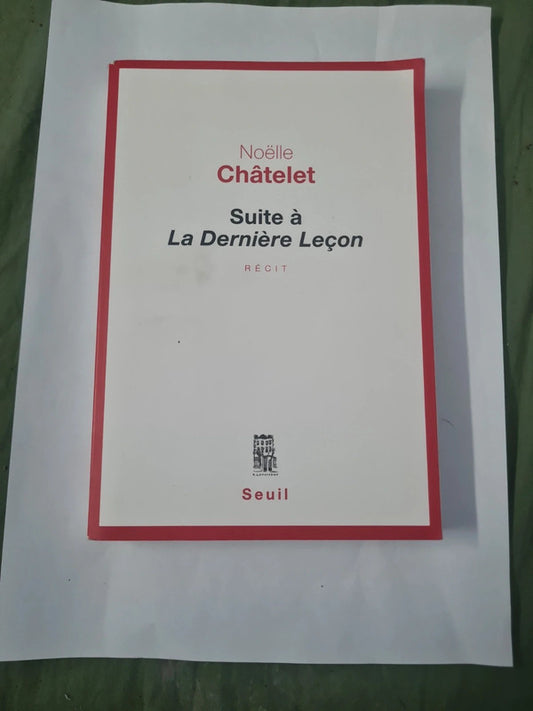 Noëlle
Châtelet
Suite à
La Dernière Leçon
RÉCIT
Seuil